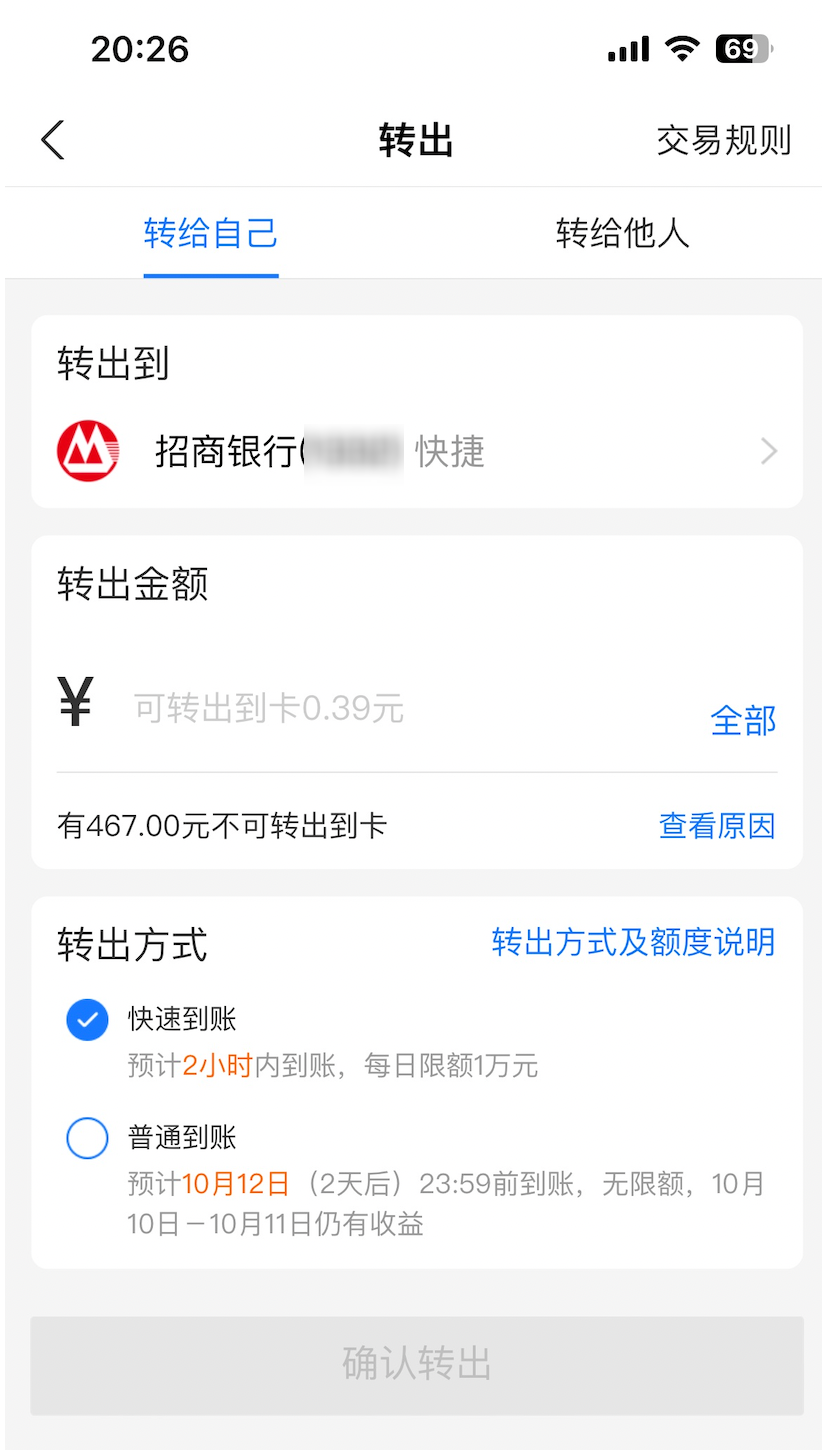 20:26
69
转出
交易规则
转给自己
转给他人
转出到
招商银行( 快捷
转出金额
¥ 可转出到卡0.39元
全部
有467.00元不可转出到卡
查看原因
转出方式
转出方式及额度说明
快速到账
预计2小时内到账，每日限额1万元
普通到账
预计10月12日（2天后）23:59前到账，无限额，10月
10日－10月11日仍有收益
确认转出